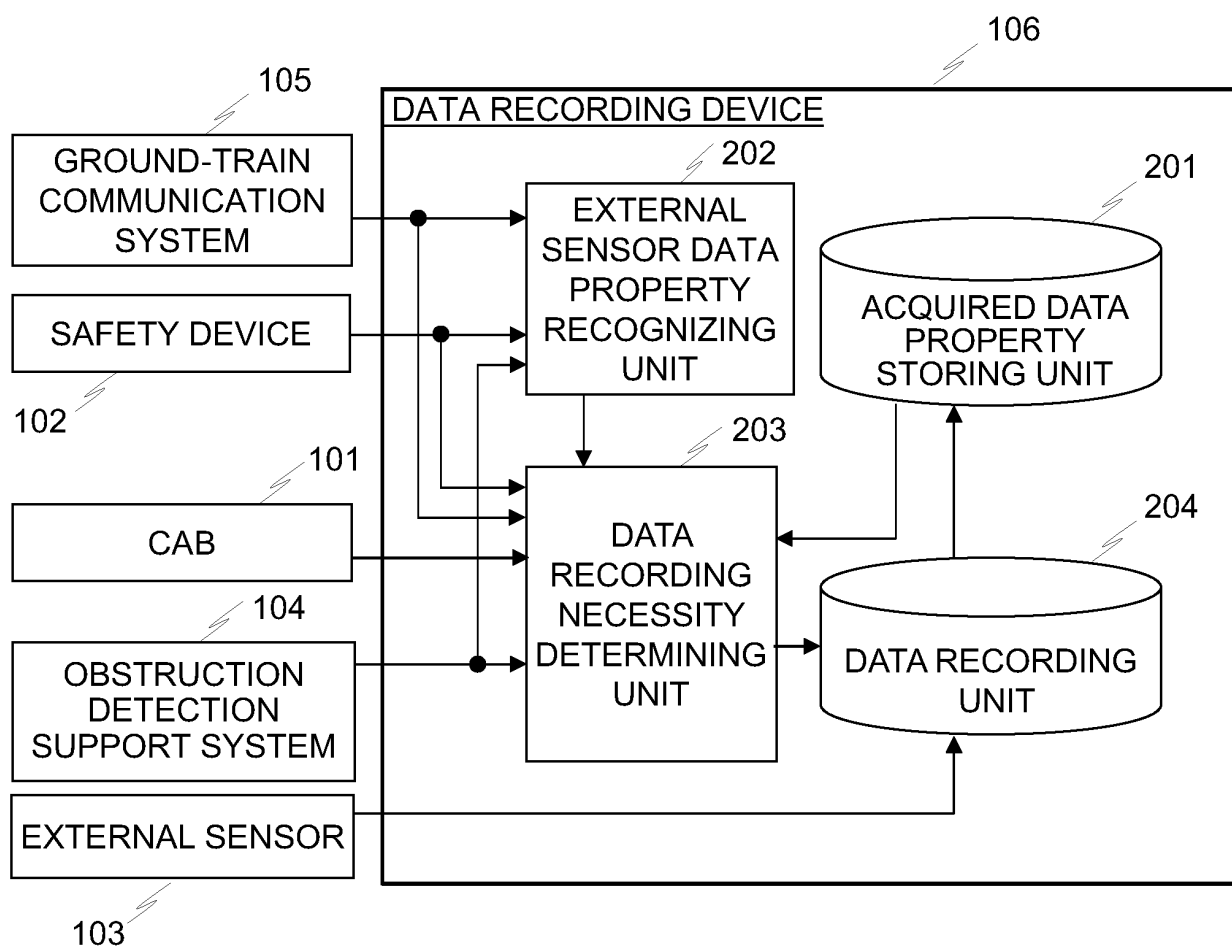 106
105
DATA RECORDING DEVICE
GROUND-TRAIN
COMMUNICATION
SYSTEM
202
EXTERNAL
SENSOR DATA
PROPERTY
RECOGNIZING
UNIT
201
ACQUIRED DATA
PROPERTY
STORING UNIT
SAFETY DEVICE
102
203
101
CAB
DATA
RECORDING
NECESSITY
DETERMINING
UNIT
204
DATA RECORDING
UNIT
104
OBSTRUCTION
DETECTION
SUPPORT SYSTEM
EXTERNAL SENSOR
103